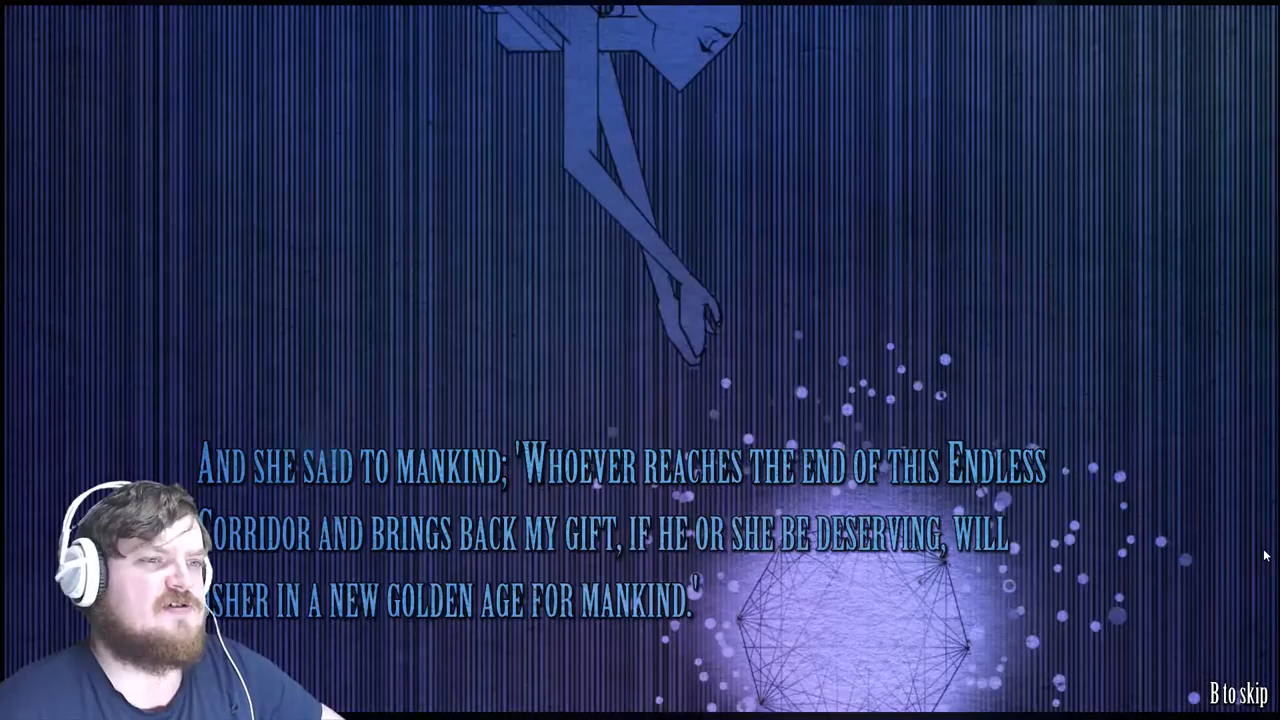 And she said to mankind; 'Whoever reaches the end of this Endless
Corridor and brings back my gift, if he or she be deserving, will
sher in a new golden age for mankind.'
B to skip